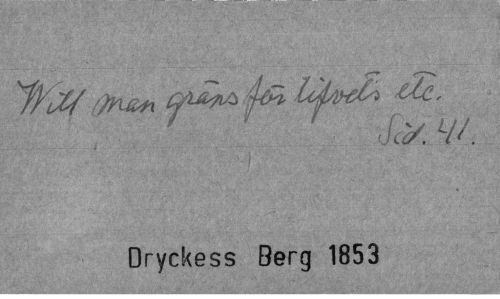 Will man gräns för lifvets etc.
Sid. 41.
Dryckess Berg 1853